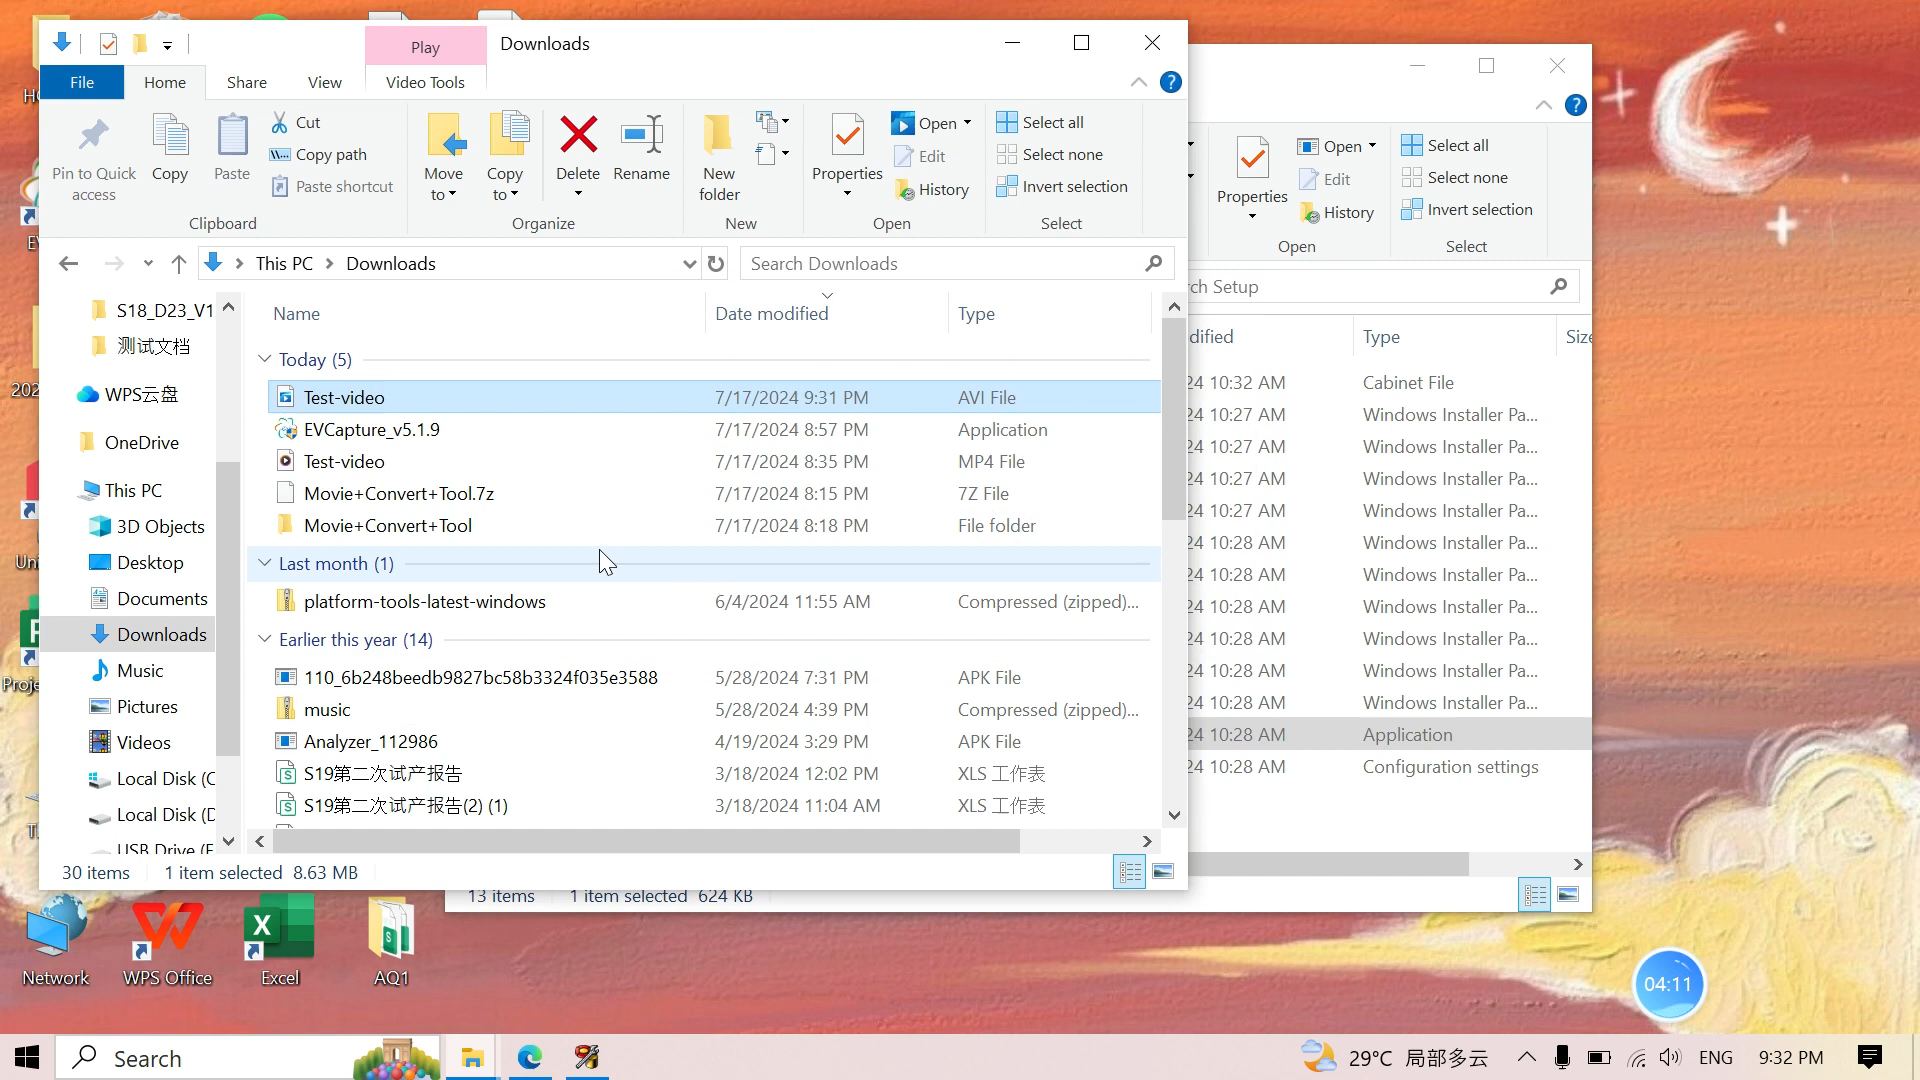 Play
Downloads
File
Home
Share
View
Video Tools
Pin to Quick access
Copy
Paste
Cut
Copy path
Paste shortcut
Clipboard
Move to
Copy to
Delete
Rename
Organize
New folder
New
Properties
Open
Edit
History
Open
Select all
Select none
Invert selection
Select
This PC
Downloads
Search Downloads
S18_D23_V1
测试文档
WPS云盘
OneDrive
This PC
3D Objects
Desktop
Documents
Downloads
Music
Pictures
Videos
Local Disk (C
Local Disk (D
USB Drive (F
Name
Date modified
Type
Today (5)
Test-video 7/17/2024 9:31 PM AVI File
EVCapture_v5.1.9 7/17/2024 8:57 PM Application
Test-video 7/17/2024 8:35 PM MP4 File
Movie+Convert+Tool.7z 7/17/2024 8:15 PM 7Z File
Movie+Convert+Tool 7/17/2024 8:18 PM File folder
Last month (1)
platform-tools-latest-windows 6/4/2024 11:55 AM Compressed (zipped)...
Earlier this year (14)
110_6b248beedb9827bc58b3324f035e3588 5/28/2024 7:31 PM APK File
music 5/28/2024 4:39 PM Compressed (zipped)...
Analyzer_112986 4/19/2024 3:29 PM APK File
S19第二次试产报告 3/18/2024 12:02 PM XLS 工作表
S19第二次试产报告(2) (1) 3/18/2024 11:04 AM XLS 工作表
30 items
1 item selected 8.63 MB
Properties
Open
Edit
History
Open
Select all
Select none
Invert selection
Select
rch Setup
dified
Type
Size
24 10:32 AM Cabinet File
24 10:27 AM Windows Installer Pa...
24 10:27 AM Windows Installer Pa...
24 10:27 AM Windows Installer Pa...
24 10:27 AM Windows Installer Pa...
24 10:28 AM Windows Installer Pa...
24 10:28 AM Windows Installer Pa...
24 10:28 AM Windows Installer Pa...
24 10:28 AM Windows Installer Pa...
24 10:28 AM Windows Installer Pa...
24 10:28 AM Windows Installer Pa...
24 10:28 AM Application
24 10:28 AM Configuration settings
13 items
1 item selected 624 KB
202
Uni
Proje
Network
WPS Office
Excel
AQ1
04:11
Search
29°C 局部多云
ENG
9:32 PM